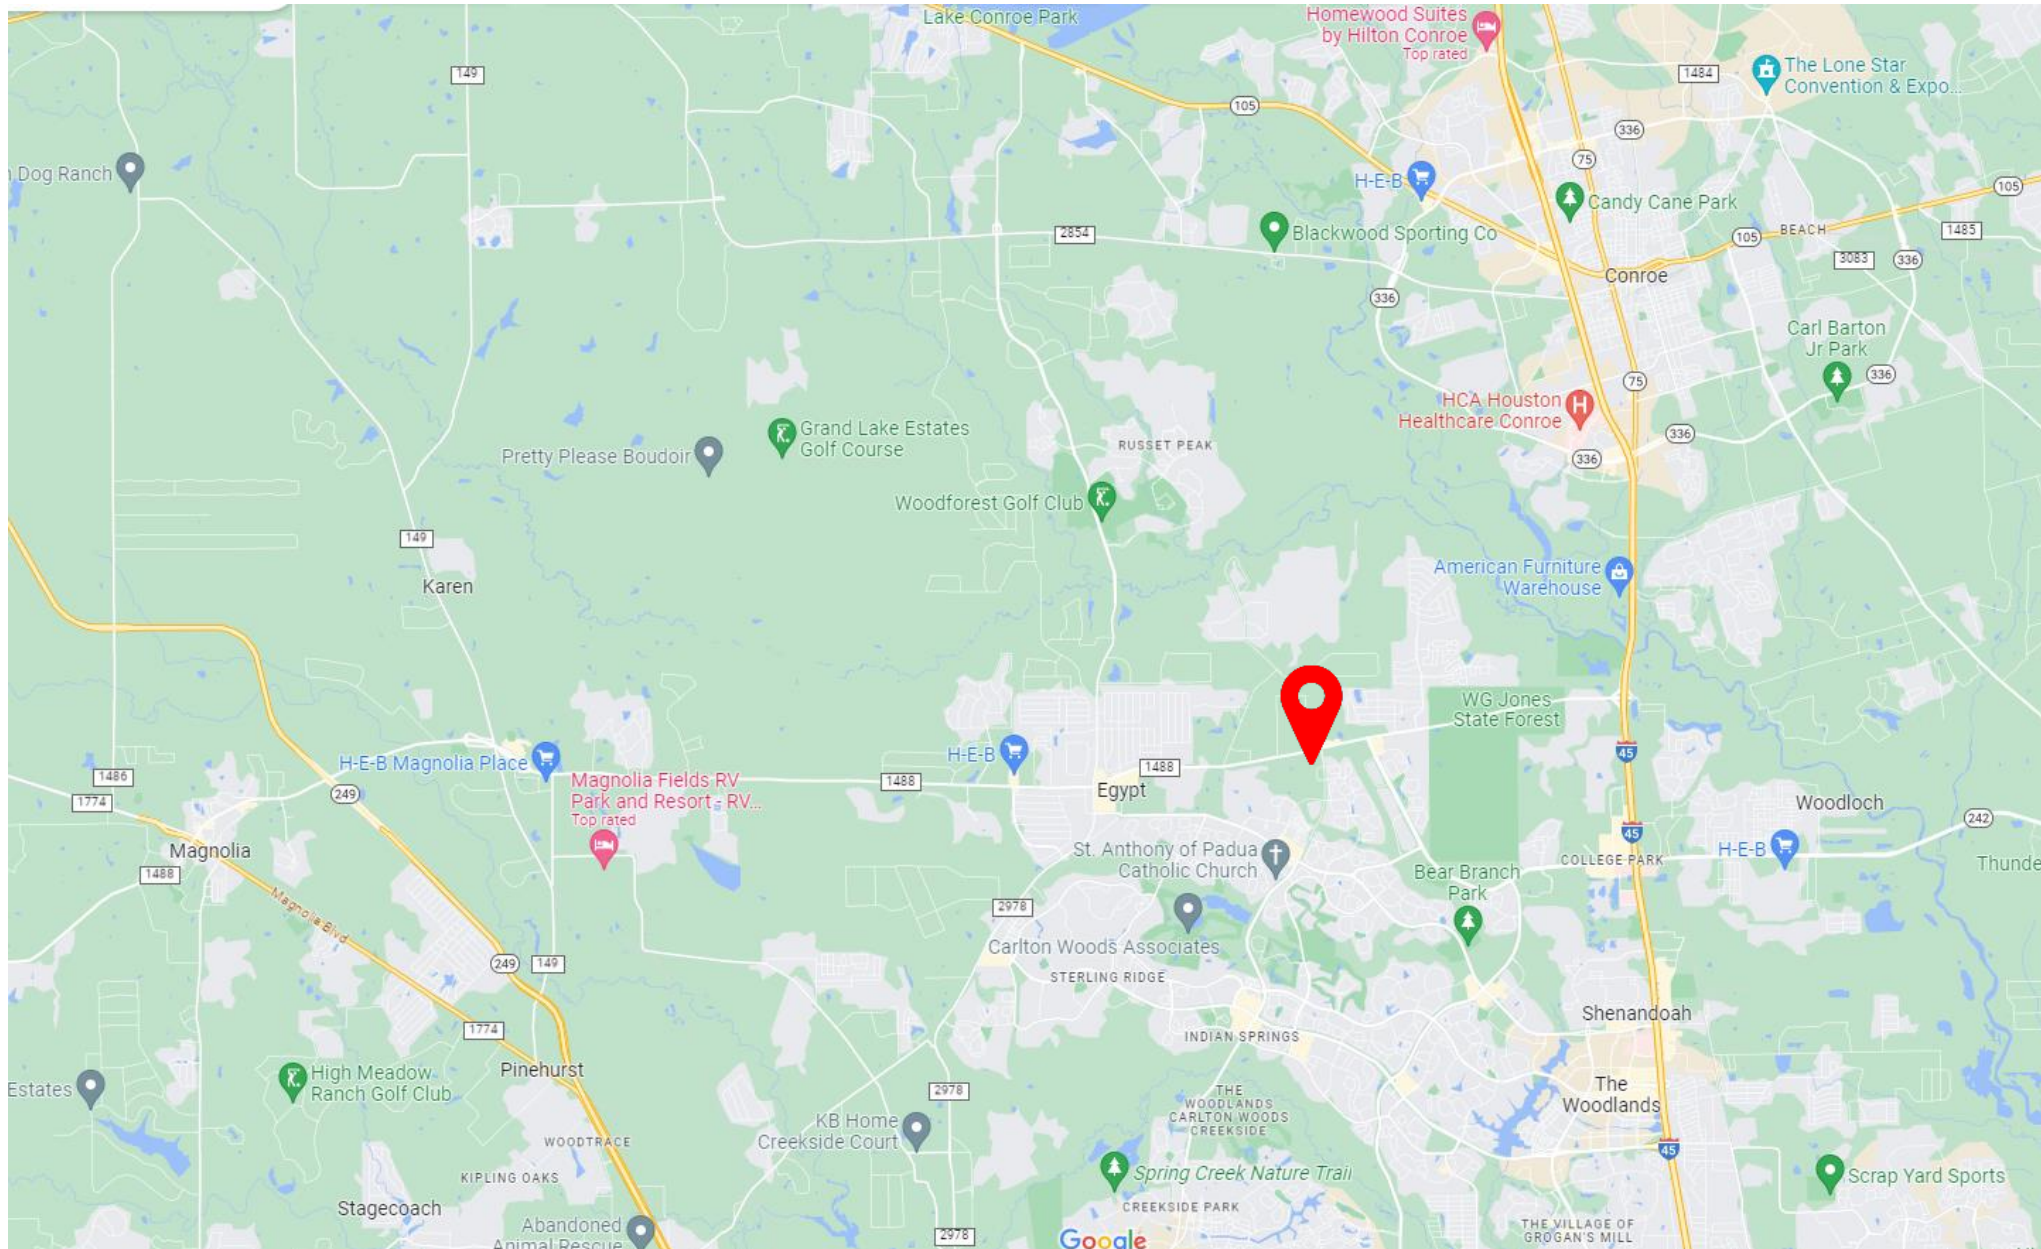 Lake Conroe Park
Homewood Suites
by Hilton Conroe
Top rated
149
1484
The Lone Star
Convention & Expo...
105
336
75
Dog Ranch
H-E-B
Candy Cane Park
105
2854
Blackwood Sporting Co
105
BEACH
1485
3083
336
Conroe
336
Carl Barton
Jr Park
75
336
HCA Houston
Healthcare Conroe
Grand Lake Estates
Golf Course
RUSSET PEAK
336
Pretty Please Boudoir
336
Woodforest Golf Club
149
American Furniture
Warehouse
Karen
WG Jones
State Forest
H-E-B Magnolia Place
H-E-B
45
1486
1488
1488
249
1774
Magnolia Fields RV
Park and Resort - RV...
Top rated
Egypt
Woodloch
242
45
Magnolia
St. Anthony of Padua
Catholic Church
COLLEGE PARK
H-E-B
Thunde
1488
Bear Branch
Park
Magnolia Blvd
2978
Carlton Woods Associates
249
149
STERLING RIDGE
Shenandoah
1774
INDIAN SPRINGS
Pinehurst
High Meadow
Ranch Golf Club
Estates
2978
THE
WOODLANDS
CARLTON WOODS
CREEKSIDE
The
Woodlands
KB Home
Creekside Court
WOODTRACE
45
KIPLING OAKS
Spring Creek Nature Trail
Scrap Yard Sports
Stagecoach
CREEKSIDE PARK
Abandoned
Animal Rescue
2978
Google
THE VILLAGE OF
GROGAN'S MILL